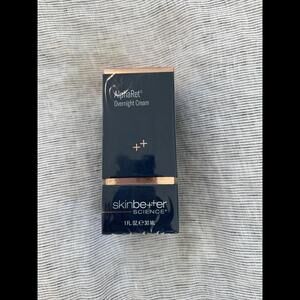 AlphaRet®
Overnight Cream
skinbetter
SCIENCE®
1 FL OZ ℮ 30 ML